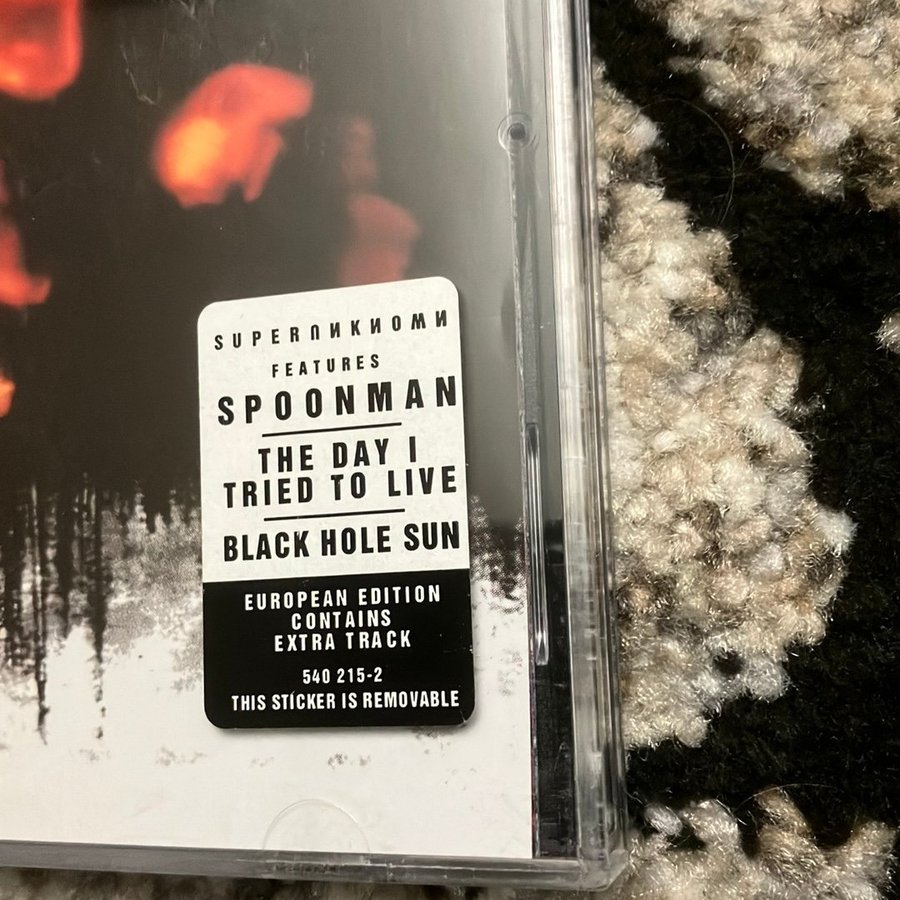 SUPERUNKNOWN
FEATURES
SPOONMAN
THE DAY I
TRIED TO LIVE
BLACK HOLE SUN
EUROPEAN EDITION
CONTAINS
EXTRA TRACK
540 215-2
THIS STICKER IS REMOVABLE